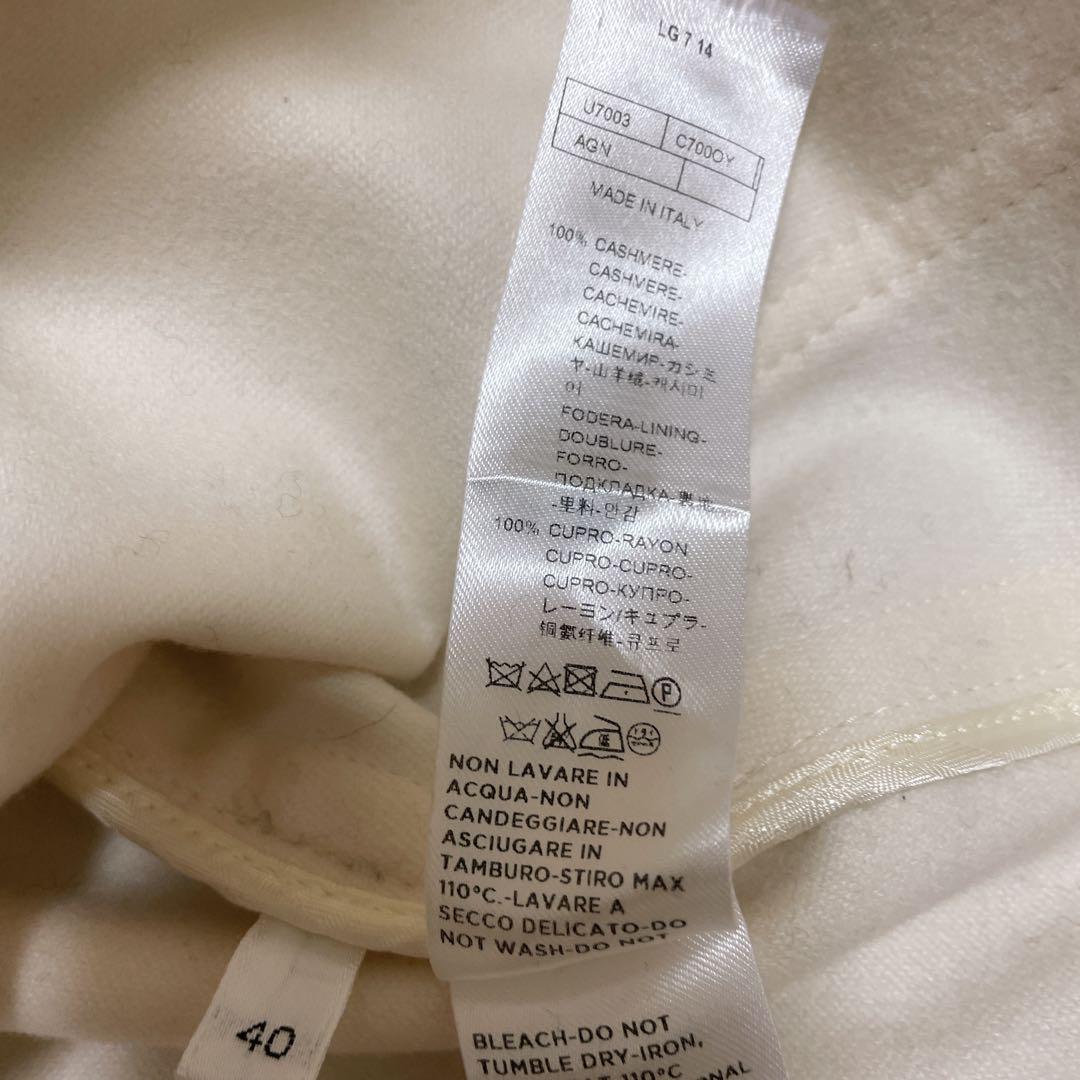 LG 7 14
U7003 C700OY
AGN
MADE IN ITALY
100% CASHMERE-
CASHMERE-
CACHEMIRE-
CACHEMIRA-
КАШЕМИР-カシミ
ヤ-山羊绒-캐시미
어
FODERA-LINING-
DOUBLURE-
FORRO-
ПОДКЛАДКА-裏地
-里料-안감
100% CUPRO-RAYON
CUPRO-CUPRO-
CUPRO-КУПРО-
レーヨン/キュプラ-
铜氨纤维-큐프로
P
NON LAVARE IN
ACQUA-NON
CANDEGGIARE-NON
ASCIUGARE IN
TAMBURO-STIRO MAX
110°C.-LAVARE A
SECCO DELICATO-DO
NOT WASH-DO NOT
BLEACH-DO NOT
TUMBLE DRY-IRON,
AT 110°C
40